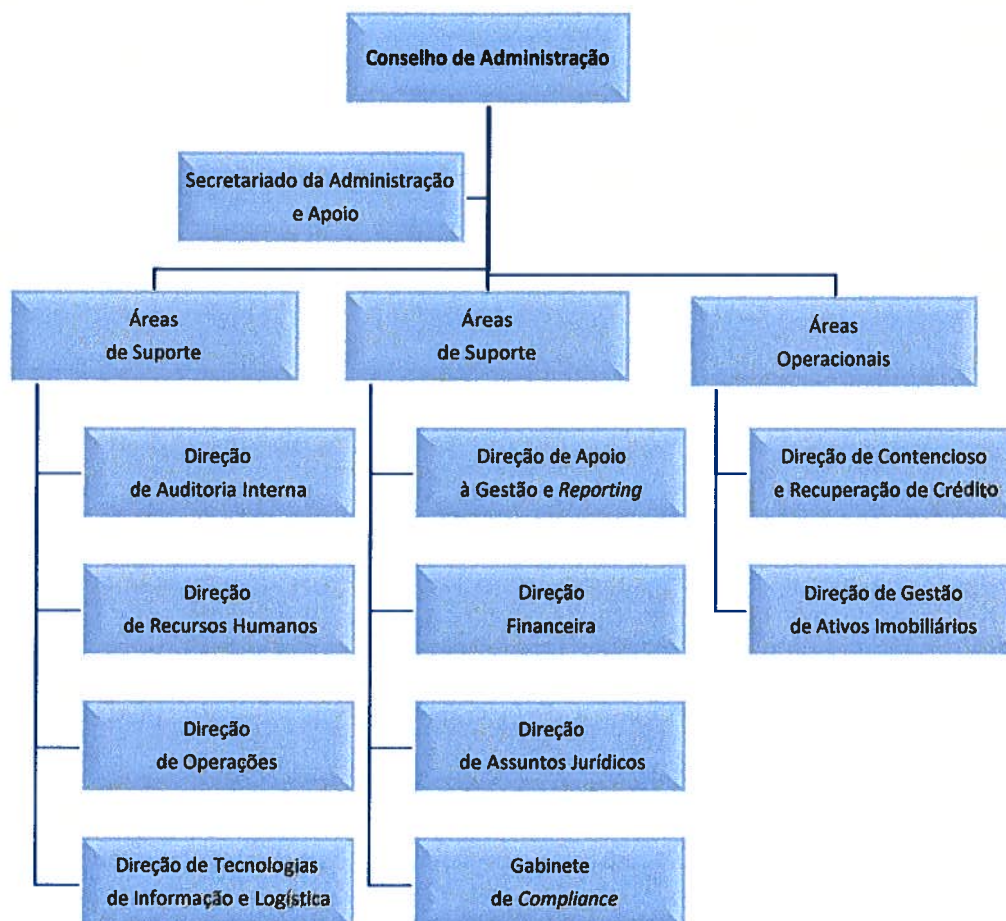 Conselho de Administração
Secretariado da Administração
e Apoio
Áreas
de Suporte
Direção
de Auditoria Interna
Direção
de Recursos Humanos
Direção
de Operações
Direção de Tecnologias
de Informação e Logística
Áreas
de Suporte
Direção de Apoio
à Gestão e Reporting
Direção
Financeira
Direção
de Assuntos Jurídicos
Gabinete
de Compliance
Áreas
Operacionais
Direção de Contencioso
e Recuperação de Crédito
Direção de Gestão
de Ativos Imobiliários